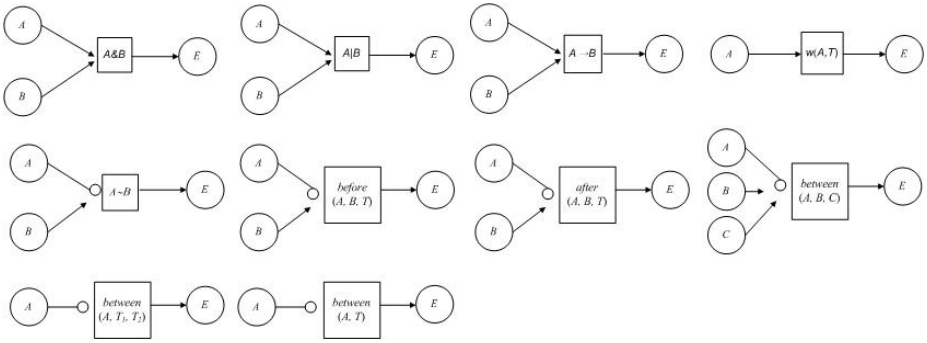 A
A&B
E
B
A
A|B
E
B
A
A→B
E
B
A
w(A,T)
E
A
A~B
E
B
A
before
(A, B, T)
E
B
A
after
(A, B, T)
E
B
A
B
C
between
(A, B, C)
E
A
between
(A, T₁, T₂)
E
A
between
(A, T)
E